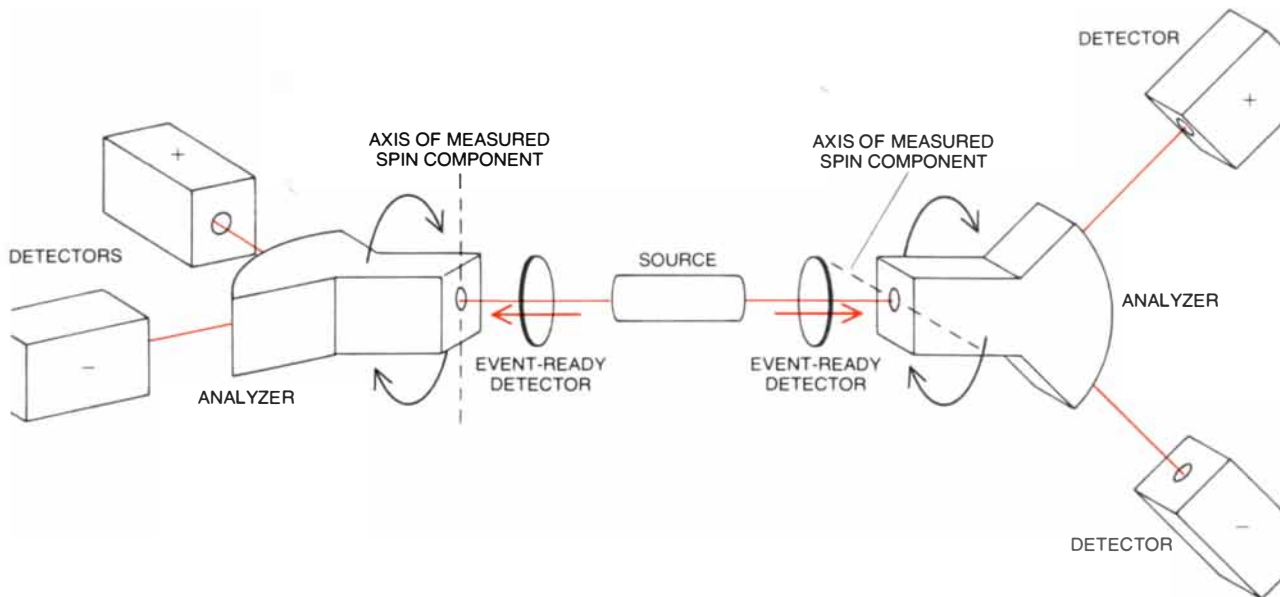 DETECTOR
+
AXIS OF MEASURED
SPIN COMPONENT
AXIS OF MEASURED
SPIN COMPONENT
+
DETECTORS
SOURCE
ANALYZER
EVENT-READY
DETECTOR
EVENT-READY
DETECTOR
−
ANALYZER
−
DETECTOR